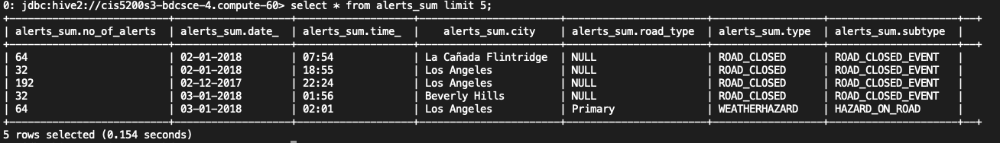 0: jdbc:hive2://cis5200s3-bdcsce-4.compute-60> select * from alerts_sum limit 5;
+-------------------------+-------------------+-------------------+-----------------------+-----------------------+------------------+---------------------+--+
| alerts_sum.no_of_alerts | alerts_sum.date_ | alerts_sum.time_ | alerts_sum.city | alerts_sum.road_type | alerts_sum.type | alerts_sum.subtype |
+-------------------------+-------------------+-------------------+-----------------------+-----------------------+------------------+---------------------+--+
| 64 | 02-01-2018 | 07:54 | La Cañada Flintridge | NULL | ROAD_CLOSED | ROAD_CLOSED_EVENT |
| 32 | 02-01-2018 | 18:55 | Los Angeles | NULL | ROAD_CLOSED | ROAD_CLOSED_EVENT |
| 192 | 02-12-2017 | 22:24 | Los Angeles | NULL | ROAD_CLOSED | ROAD_CLOSED_EVENT |
| 32 | 03-01-2018 | 01:56 | Beverly Hills | NULL | ROAD_CLOSED | ROAD_CLOSED_EVENT |
| 64 | 03-01-2018 | 02:01 | Los Angeles | Primary | WEATHERHAZARD | HAZARD_ON_ROAD |
+-------------------------+-------------------+-------------------+-----------------------+-----------------------+------------------+---------------------+--+
5 rows selected (0.154 seconds)